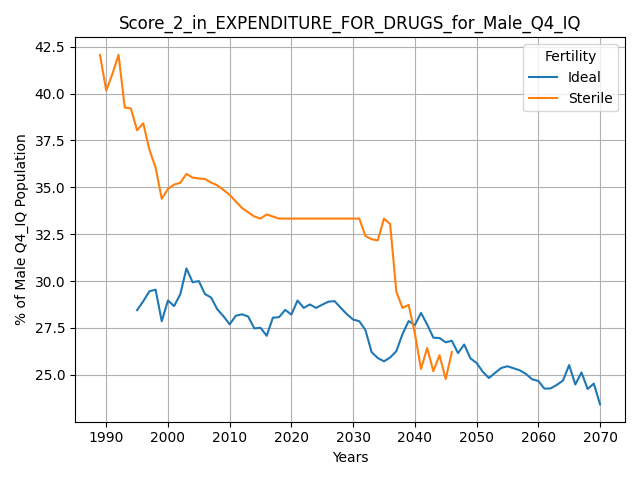 Score_2_in_EXPENDITURE_FOR_DRUGS_for_Male_Q4_IQ
Fertility
Ideal
Sterile
% of Male Q4_IQ Population
42.5
40.0
37.5
35.0
32.5
30.0
27.5
25.0
1990 2000 2010 2020 2030 2040 2050 2060 2070
Years